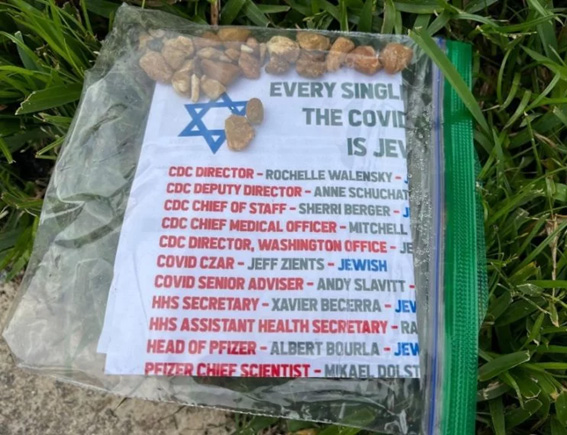 EVERY SINGL
THE COVID
IS JEW
CDC DIRECTOR – ROCHELLE WALENSKY –
CDC DEPUTY DIRECTOR – ANNE SCHUCHAT
CDC CHIEF OF STAFF – SHERRI BERGER – J
CDC CHIEF MEDICAL OFFICER – MITCHELL
CDC DIRECTOR, WASHINGTON OFFICE – JE
COVID CZAR – JEFF ZIENTS – JEWISH
COVID SENIOR ADVISER – ANDY SLAVITT –
HHS SECRETARY – XAVIER BECERRA – JEW
HHS ASSISTANT HEALTH SECRETARY – RA
HEAD OF PFIZER – ALBERT BOURLA – JEW
PFIZER CHIEF SCIENTIST – MIKAEL DOLST